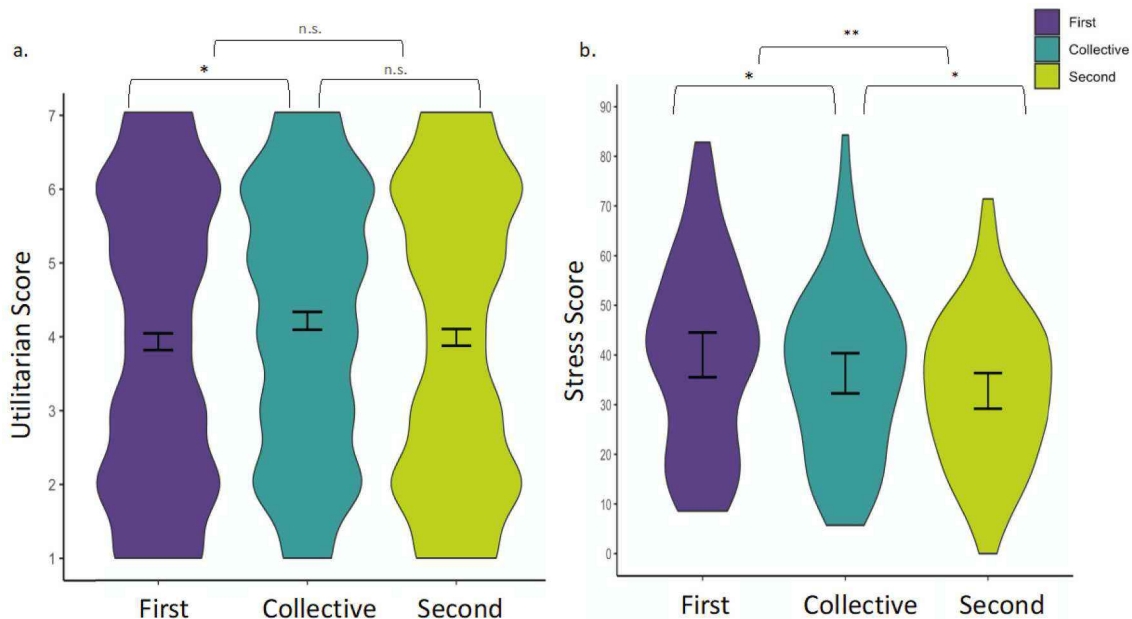 a.
n.s.
*
n.s.
Utilitarian Score
7
6
5
4
3
2
1
First
Collective
Second
b.
First
Collective
Second
**
*
*
Stress Score
90
80
70
60
50
40
30
20
10
0
First
Collective
Second